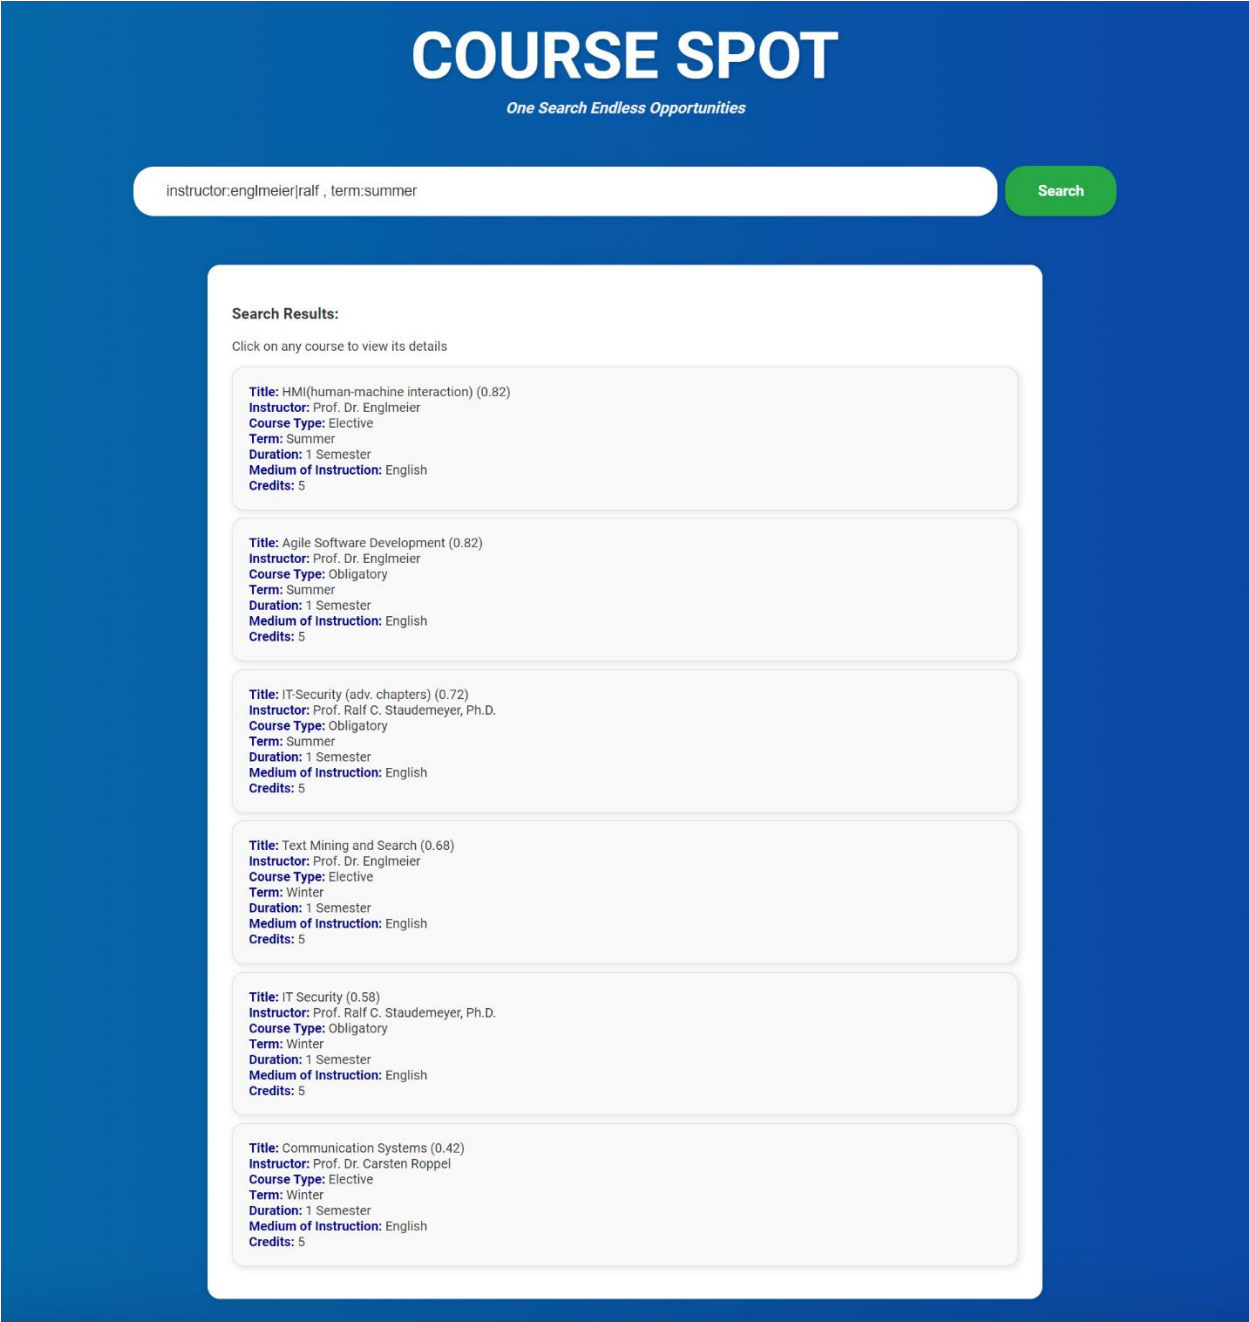 COURSE SPOT
One Search Endless Opportunities
instructor:englmeier|ralf , term:summer
Search
Search Results:
Click on any course to view its details
Title: HMI(human-machine interaction) (0.82)
Instructor: Prof. Dr. Englmeier
Course Type: Elective
Term: Summer
Duration: 1 Semester
Medium of Instruction: English
Credits: 5
Title: Agile Software Development (0.82)
Instructor: Prof. Dr. Englmeier
Course Type: Obligatory
Term: Summer
Duration: 1 Semester
Medium of Instruction: English
Credits: 5
Title: IT-Security (adv. chapters) (0.72)
Instructor: Prof. Ralf C. Staudemeyer, Ph.D.
Course Type: Obligatory
Term: Summer
Duration: 1 Semester
Medium of Instruction: English
Credits: 5
Title: Text Mining and Search (0.68)
Instructor: Prof. Dr. Englmeier
Course Type: Elective
Term: Winter
Duration: 1 Semester
Medium of Instruction: English
Credits: 5
Title: IT Security (0.58)
Instructor: Prof. Ralf C. Staudemeyer, Ph.D.
Course Type: Obligatory
Term: Winter
Duration: 1 Semester
Medium of Instruction: English
Credits: 5
Title: Communication Systems (0.42)
Instructor: Prof. Dr. Carsten Roppel
Course Type: Elective
Term: Winter
Duration: 1 Semester
Medium of Instruction: English
Credits: 5